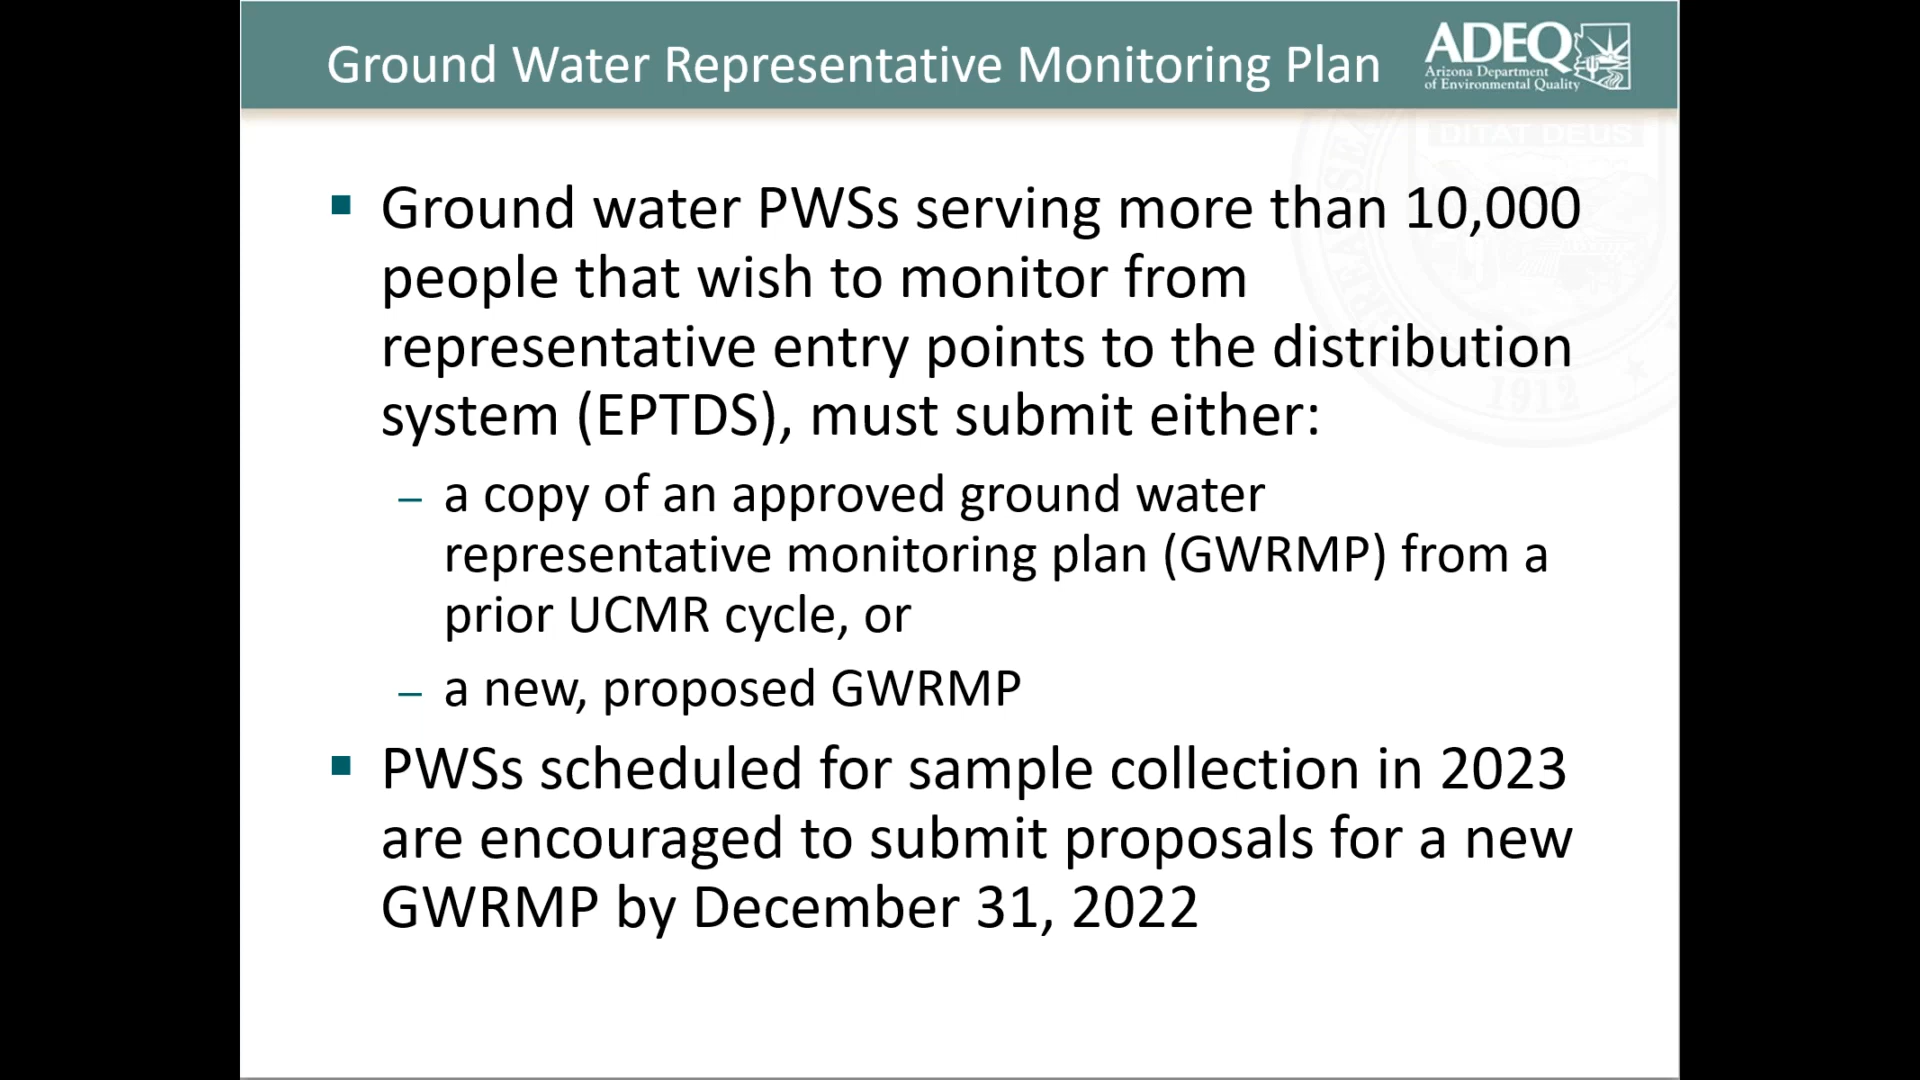 Ground Water Representative Monitoring Plan
ADEQ
Arizona Department
of Environmental Quality
DITAT DEUS
Ground water PWSs serving more than 10,000
people that wish to monitor from
representative entry points to the distribution
system (EPTDS), must submit either:
– a copy of an approved ground water
representative monitoring plan (GWRMP) from a
prior UCMR cycle, or
– a new, proposed GWRMP
PWSs scheduled for sample collection in 2023
are encouraged to submit proposals for a new
GWRMP by December 31, 2022
1912